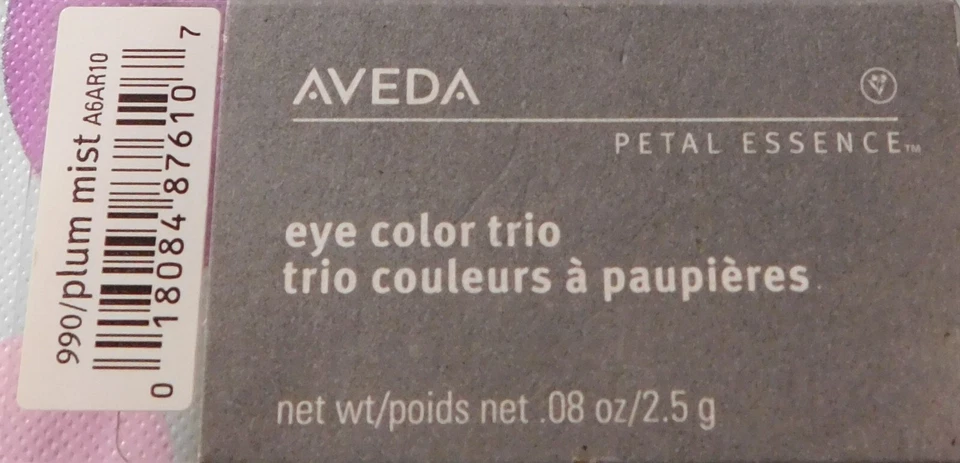 990/plum mist A6AR10
0 18084 87610 7
AVEDA
PETAL ESSENCE™
eye color trio
trio couleurs à paupières
net wt/poids net .08 oz/2.5 g